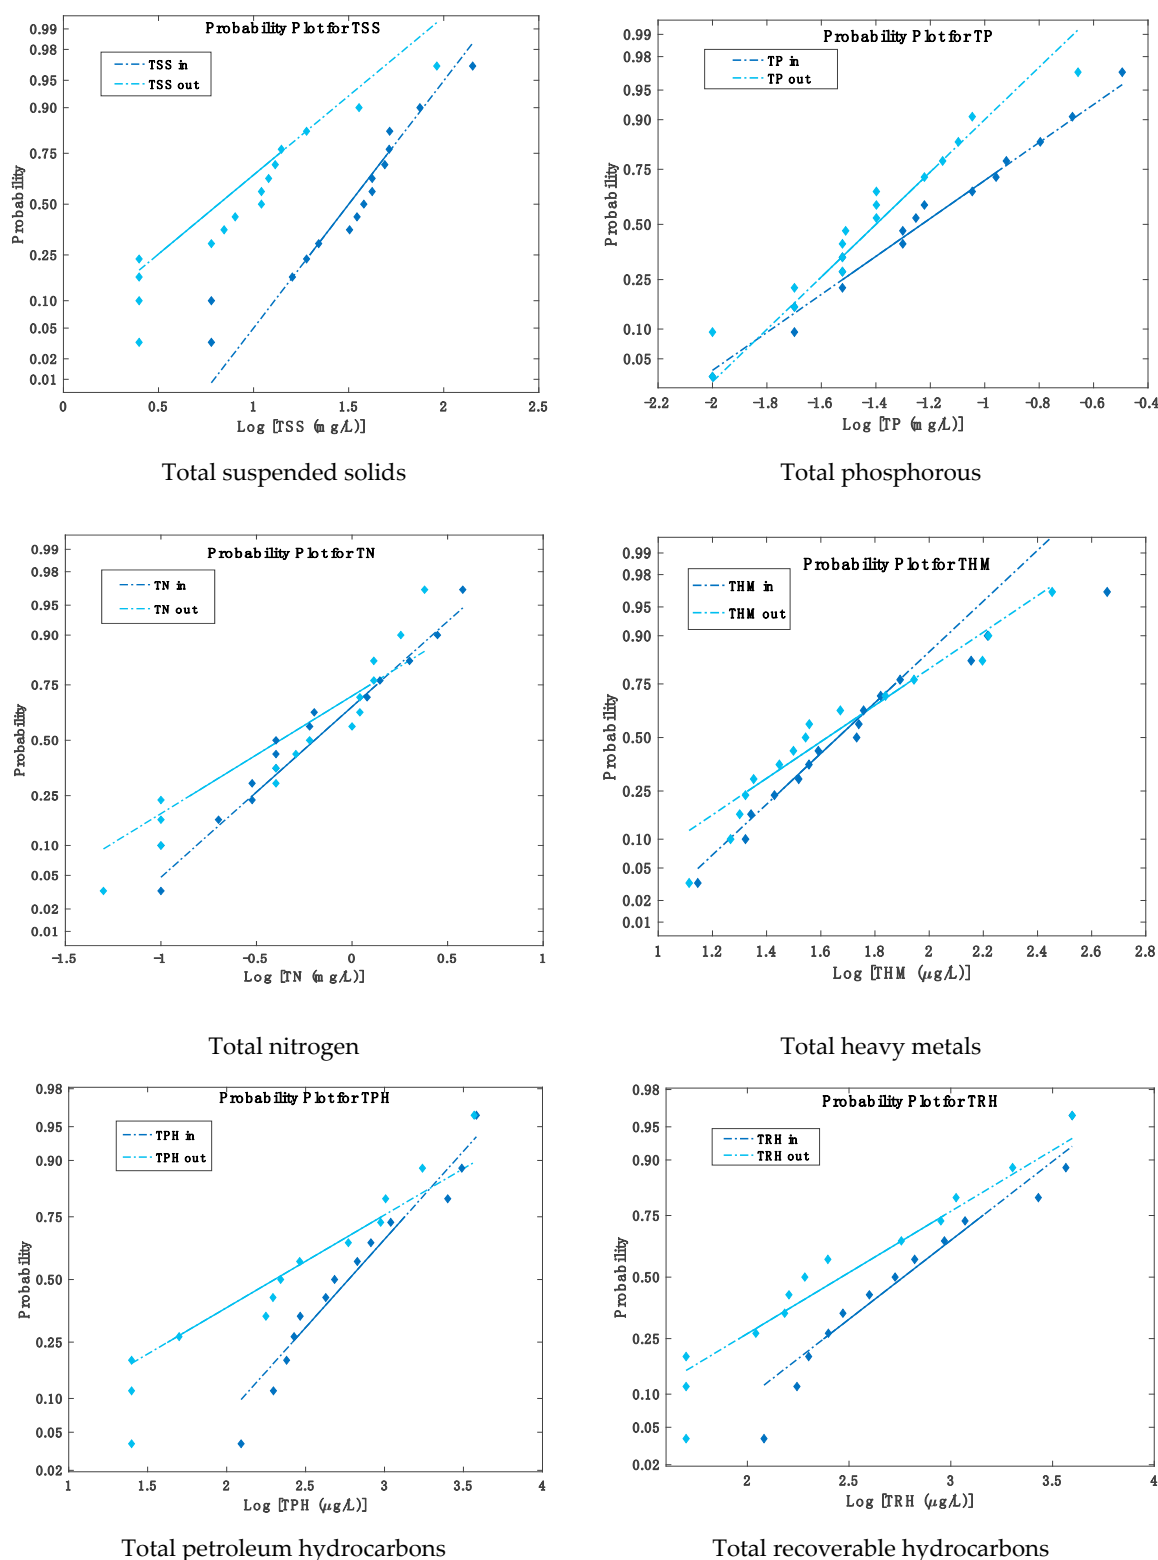 Probability Plot for TSS
TSS in
TSS out
0.99
0.98
0.95
0.90
0.75
0.50
0.25
0.10
0.05
0.02
0.01
Probability
0 0.5 1 1.5 2 2.5
Log [TSS (mg/L)]
Total suspended solids
Probability Plot for TP
TP in
TP out
0.99
0.98
0.95
0.90
0.75
0.50
0.25
0.10
0.05
Probability
-2.2 -2 -1.8 -1.6 -1.4 -1.2 -1 -0.8 -0.6 -0.4
Log [TP (mg/L)]
Total phosphorous
Probability Plot for TN
TN in
TN out
0.99
0.98
0.95
0.90
0.75
0.50
0.25
0.10
0.05
0.02
0.01
Probability
-1.5 -1 -0.5 0 0.5 1
Log [TN (mg/L)]
Total nitrogen
Probability Plot for THM
THM in
THM out
0.99
0.98
0.95
0.90
0.75
0.50
0.25
0.10
0.05
0.02
0.01
Probability
1 1.2 1.4 1.6 1.8 2 2.2 2.4 2.6 2.8
Log [THM (μg/L)]
Total heavy metals
Probability Plot for TPH
TPH in
TPH out
0.98
0.95
0.90
0.75
0.50
0.25
0.10
0.05
0.02
Probability
1 1.5 2 2.5 3 3.5 4
Log [TPH (μg/L)]
Total petroleum hydrocarbons
Probability Plot for TRH
TRH in
TRH out
0.98
0.95
0.90
0.75
0.50
0.25
0.10
0.05
0.02
Probability
2 2.5 3 3.5 4
Log [TRH (μg/L)]
Total recoverable hydrocarbons